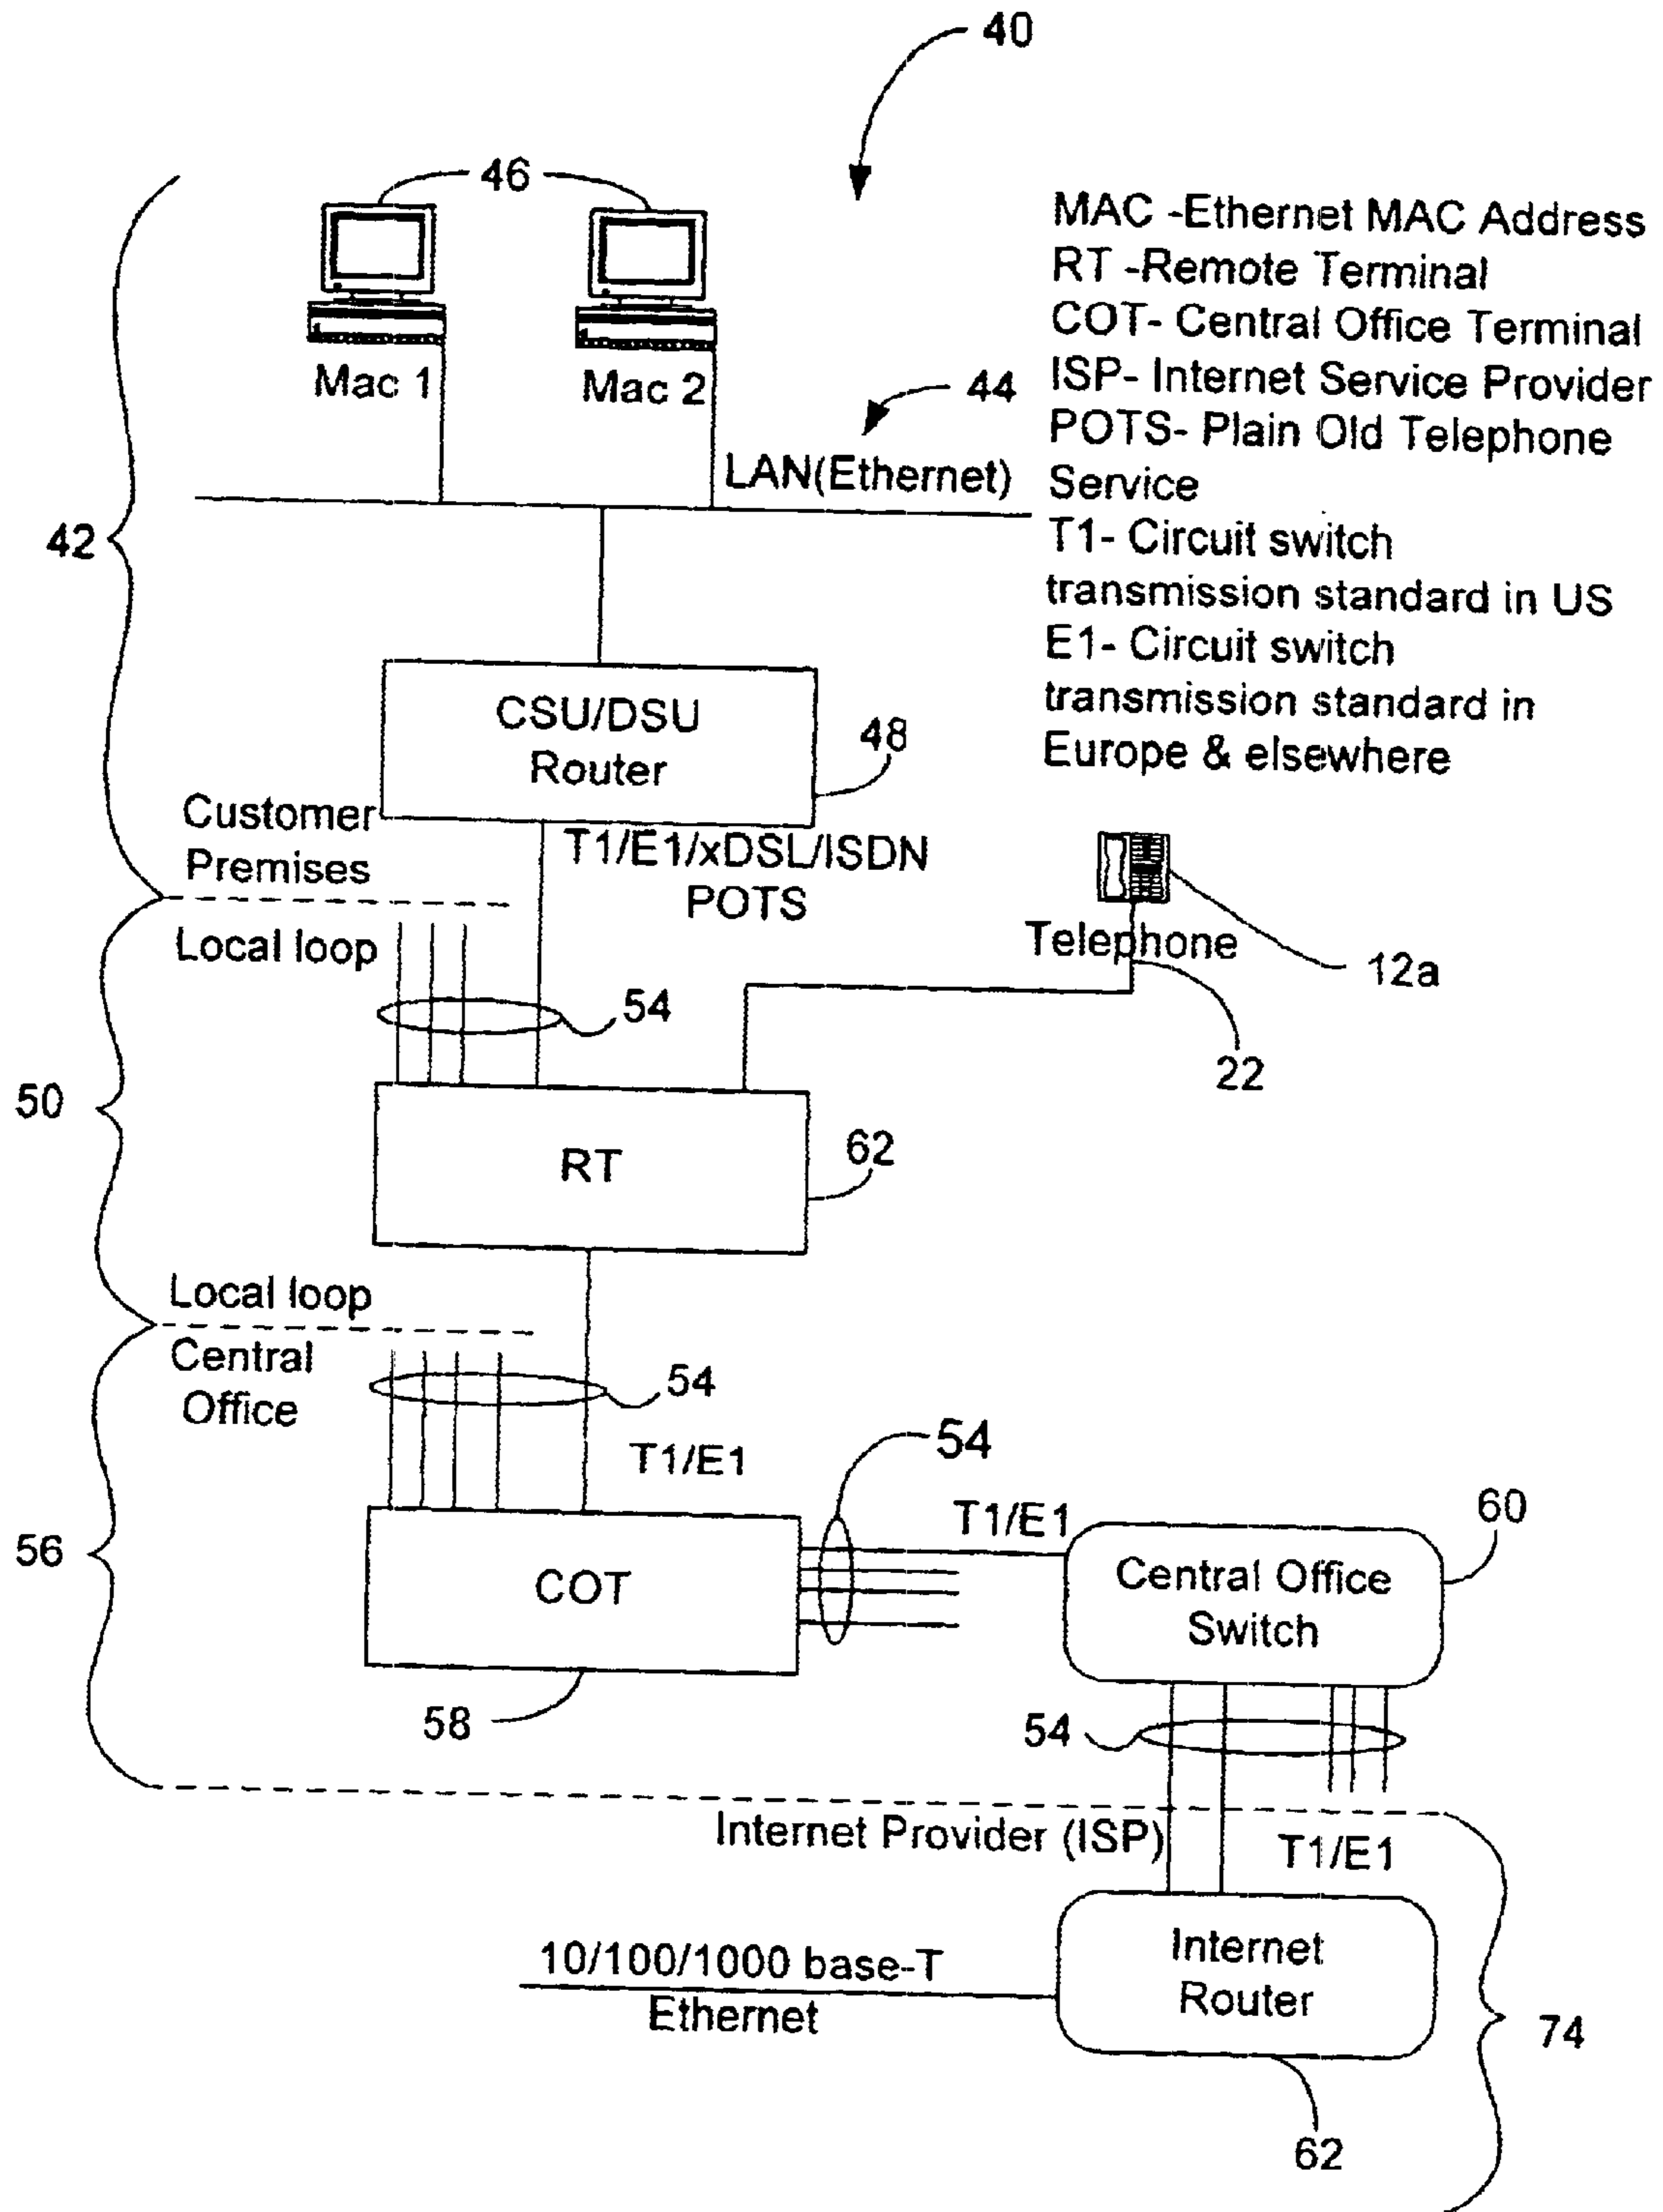 40
46
MAC -Ethernet MAC Address
RT -Remote Terminal
COT- Central Office Terminal
ISP- Internet Service Provider
POTS- Plain Old Telephone
Service
T1- Circuit switch
transmission standard in US
E1- Circuit switch
transmission standard in
Europe & elsewhere
Mac 1
Mac 2
44
LAN(Ethernet)
42
CSU/DSU
Router
48
Customer
Premises
T1/E1/xDSL/ISDN
POTS
Local loop
Telephone
12a
54
22
50
RT
62
Local loop
Central
Office
54
T1/E1
54
T1/E1
60
56
COT
Central Office
Switch
58
54
Internet Provider (ISP)
T1/E1
10/100/1000 base-T
Ethernet
Internet
Router
74
62